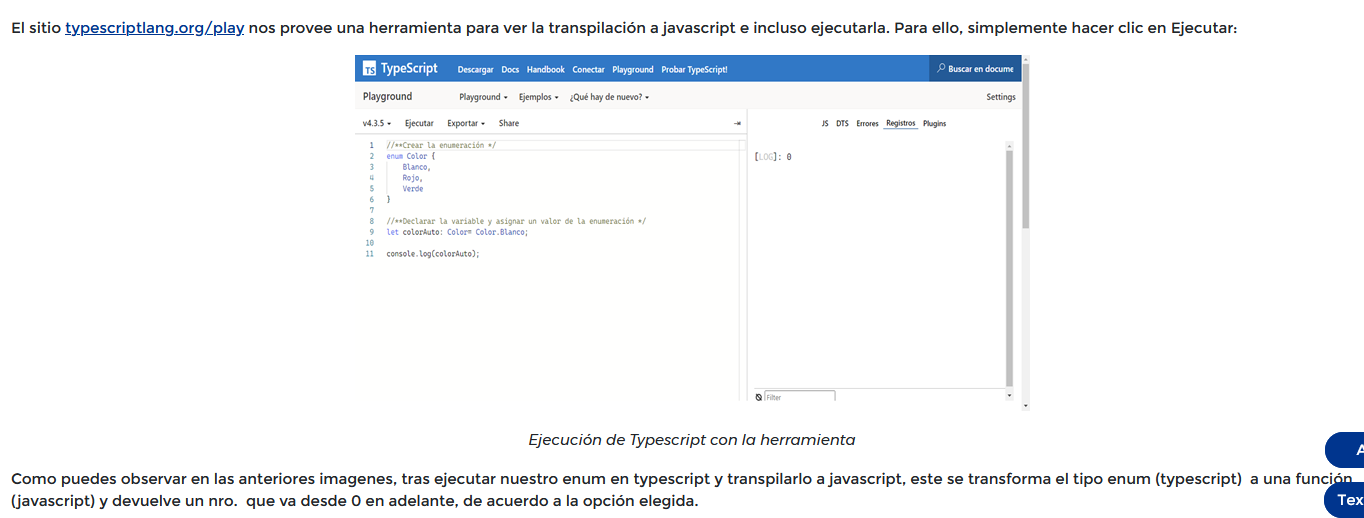 El sitio typescriptlang.org/play nos provee una herramienta para ver la transpilación a javascript e incluso ejecutarla. Para ello, simplemente hacer clic en Ejecutar:
TS TypeScript Descargar Docs Handbook Conectar Playground Probar TypeScript! Buscar en docume
Playground Playground Ejemplos ¿Qué hay de nuevo? Settings
v4.3.5 Ejecutar Exportar Share JS DTS Errores Registros Plugins
1 //**Crear la enumeración */
2 enum Color {
3 Blanco,
4 Rojo,
5 Verde
6 }
7
8 //**Declarar la variable y asignar un valor de la enumeración */
9 let colorAuto: Color= Color.Blanco;
10
11 console.log(colorAuto);
[LOG]: 0
Filter
Ejecución de Typescript con la herramienta
Como puedes observar en las anteriores imagenes, tras ejecutar nuestro enum en typescript y transpilarlo a javascript, este se transforma el tipo enum (typescript) a una función
(javascript) y devuelve un nro. que va desde 0 en adelante, de acuerdo a la opción elegida.
A
Tex